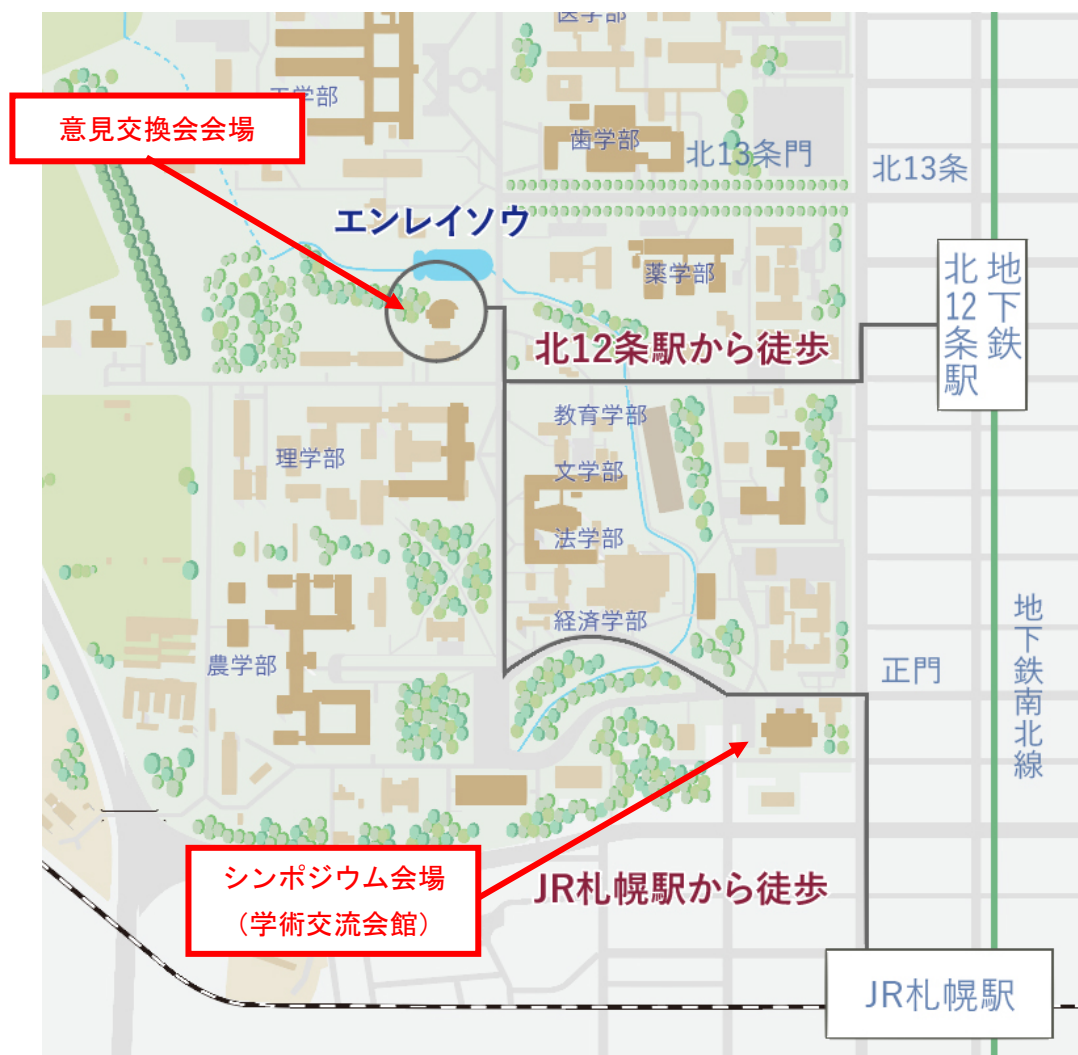 医学部
工学部
意見交換会会場
歯学部
北13条門
北13条
エンレイソウ
薬学部
地下鉄
北12条駅
北12条駅から徒歩
教育学部
理学部
文学部
法学部
経済学部
地下鉄南北線
農学部
正門
シンポジウム会場
（学術交流会館）
JR札幌駅から徒歩
JR札幌駅